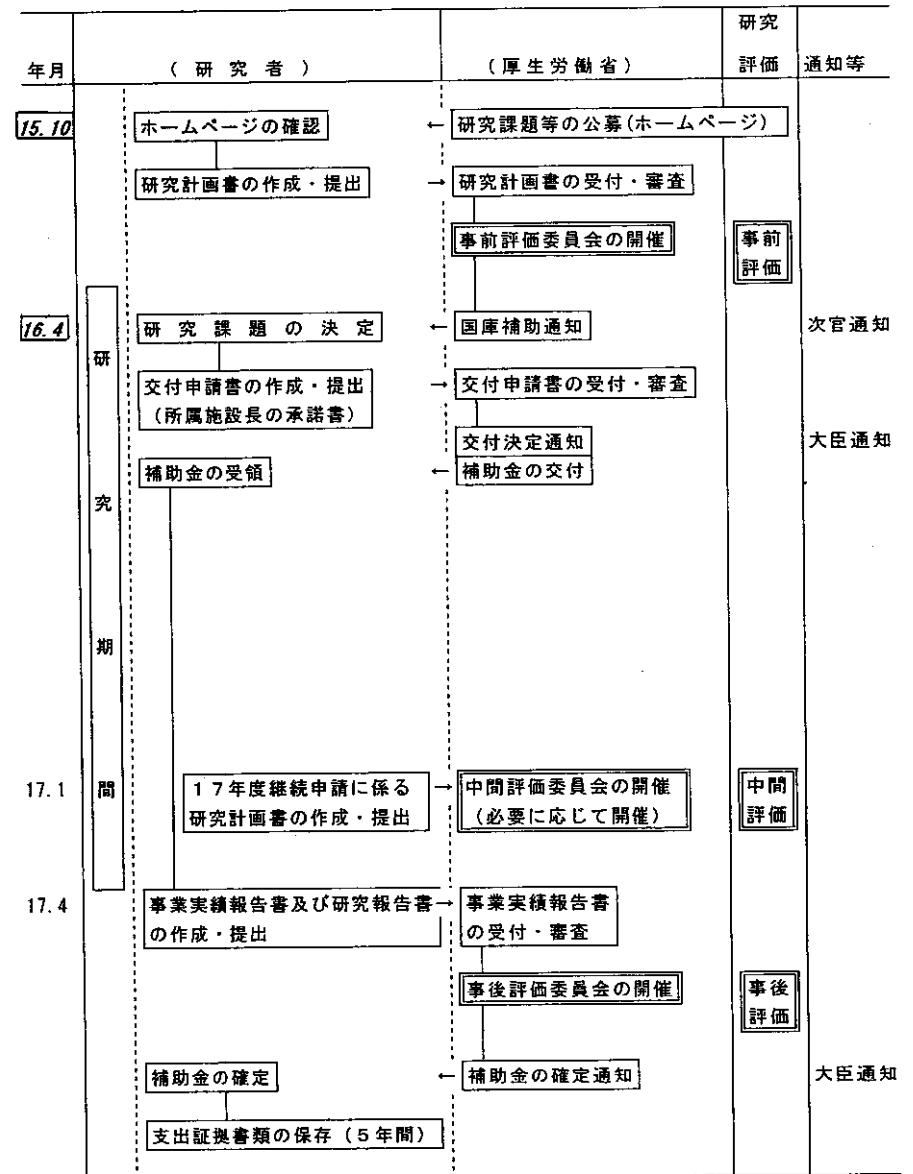 研究
年月 （研究者） （厚生労働省） 評価 通知等
15.10 ホームページの確認 ← 研究課題等の公募(ホームページ)
研究計画書の作成・提出 → 研究計画書の受付・審査
事前評価委員会の開催 事前
評価
16.4 研究課題の決定 ← 国庫補助通知 次官通知
交付申請書の作成・提出 → 交付申請書の受付・審査
（所属施設長の承諾書）
交付決定通知 大臣通知
補助金の受領 ← 補助金の交付
研
究
期
間
17.1 １７年度継続申請に係る → 中間評価委員会の開催 中間
研究計画書の作成・提出 （必要に応じて開催） 評価
17.4 事業実績報告書及び研究報告書 → 事業実績報告書
の作成・提出 の受付・審査
事後評価委員会の開催 事後
評価
補助金の確定 ← 補助金の確定通知 大臣通知
支出証拠書類の保存（５年間）